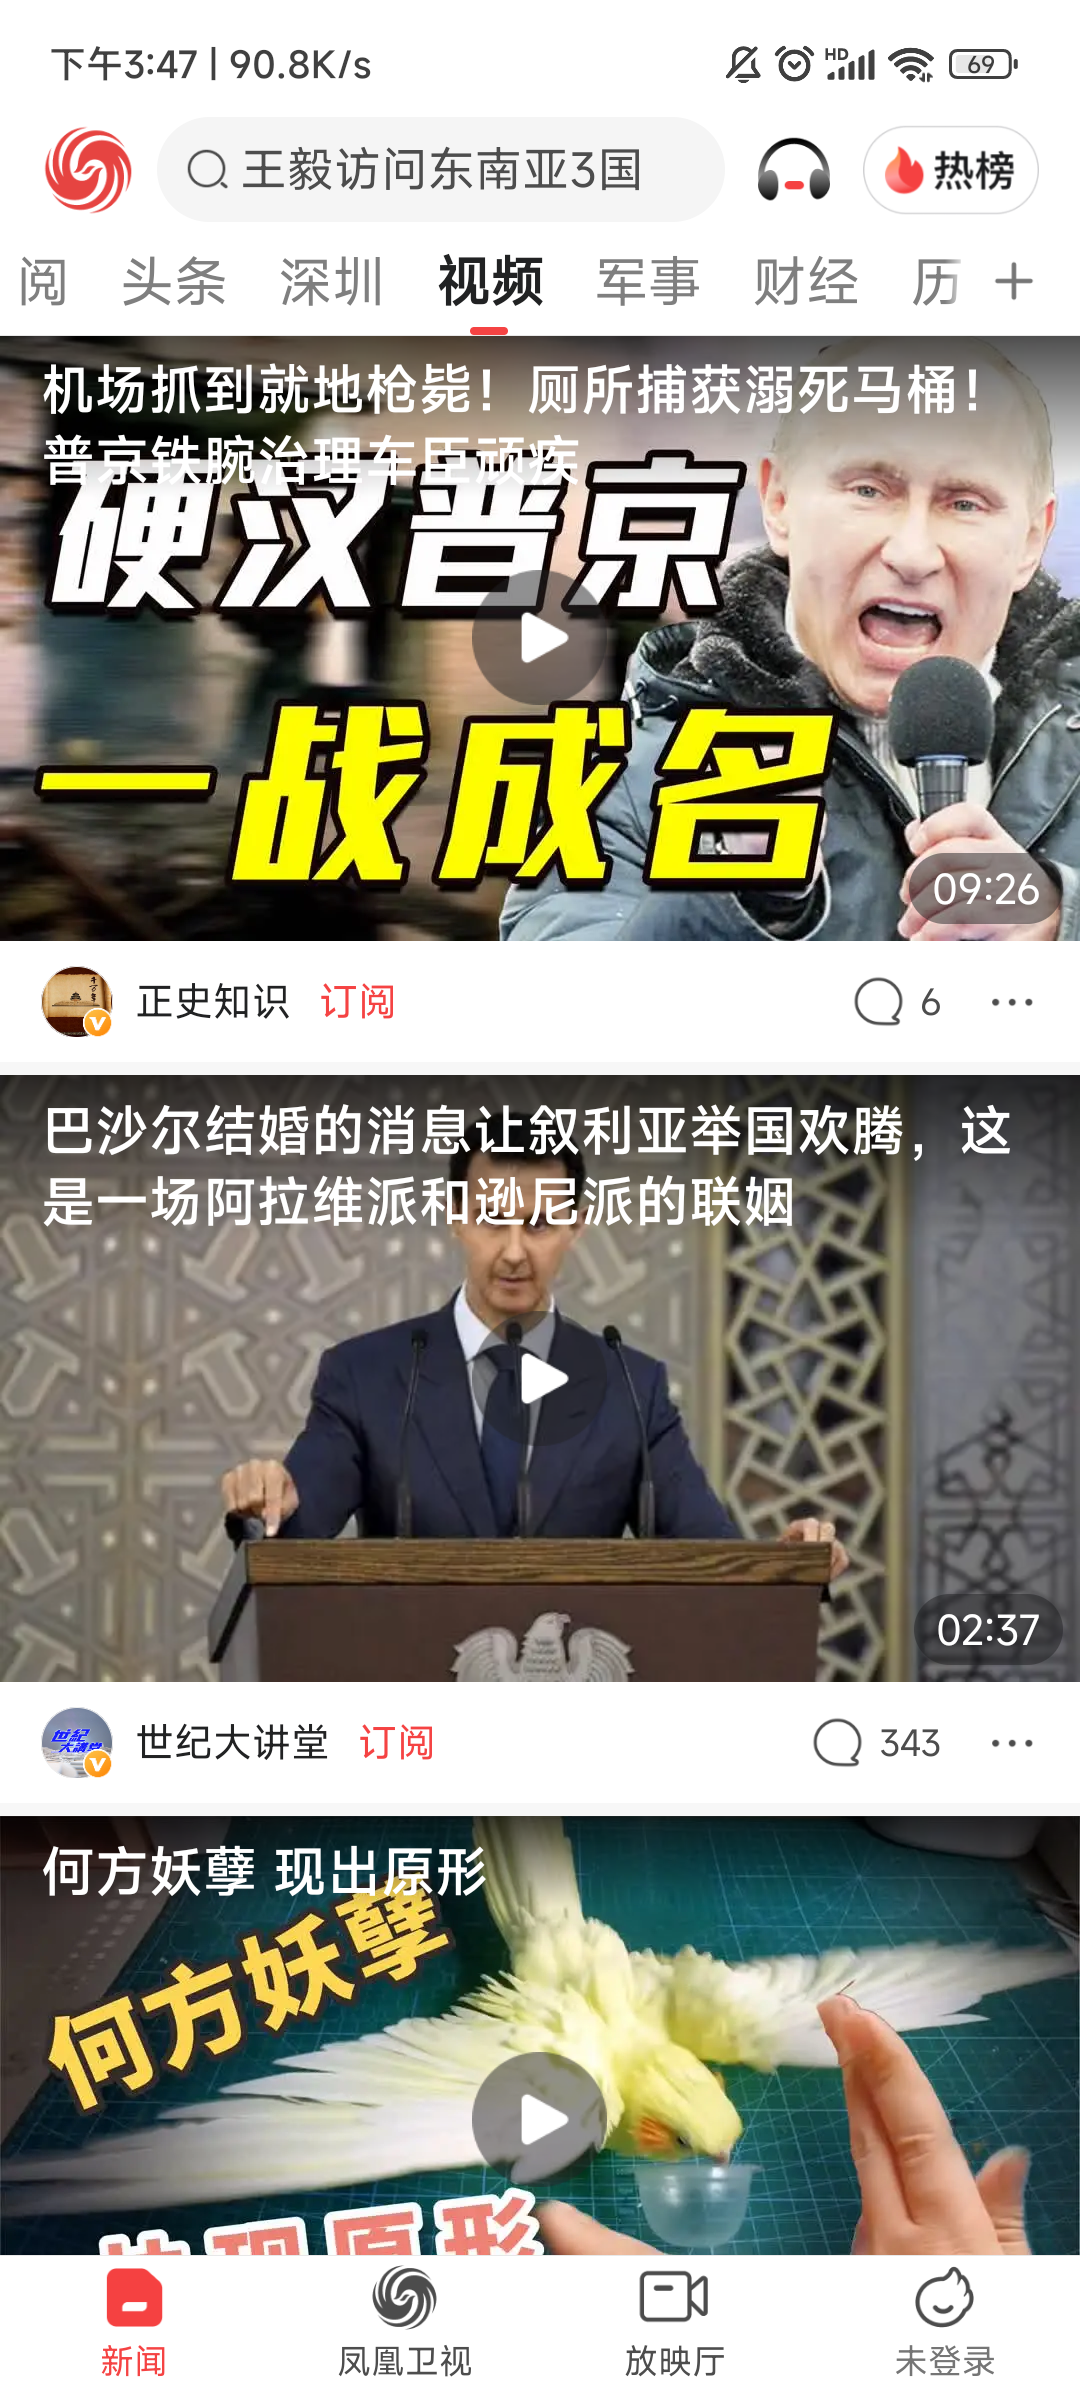 下午3:47 | 90.8K/s
HD
69
王毅访问东南亚3国
热榜
阅 头条 深圳 视频 军事 财经 历
机场抓到就地枪毙！厕所捕获溺死马桶！
普京铁腕治理车臣顽疾
硬汉普京
一战成名
09:26
正史知识 订阅
6
巴沙尔结婚的消息让叙利亚举国欢腾，这
是一场阿拉维派和逊尼派的联姻
02:37
世纪大讲堂 订阅
343
何方妖孽 现出原形
何方妖孽
现原形
新闻 凤凰卫视 放映厅 未登录